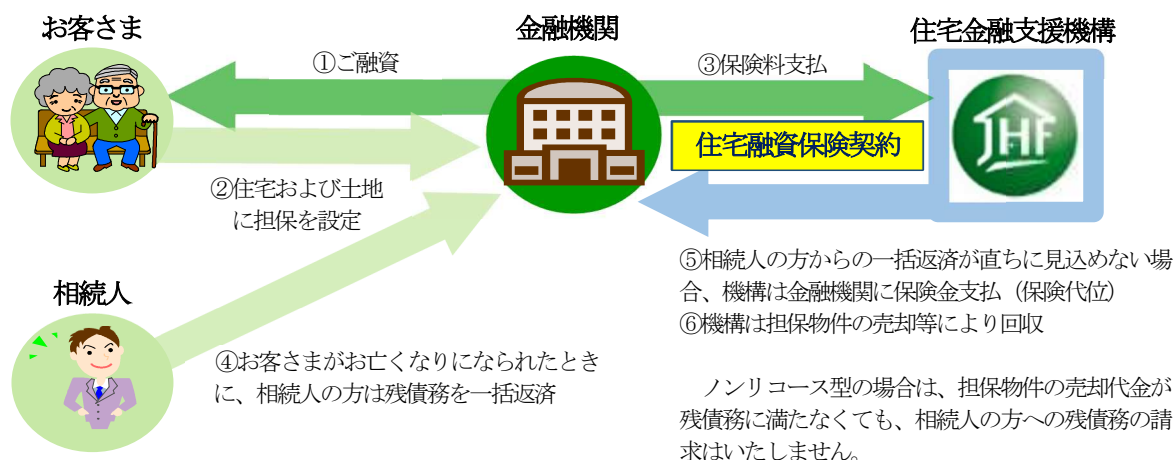 お客さま
金融機関
住宅金融支援機構
①ご融資
③保険料支払
JHF
住宅融資保険契約
②住宅および土地
に担保を設定
⑤相続人の方からの一括返済が直ちに見込めない場
合、機構は金融機関に保険金支払（保険代位）
⑥機構は担保物件の売却等により回収
相続人
④お客さまがお亡くなりになられたとき
に、相続人の方は残債務を一括返済
ノンリコース型の場合は、担保物件の売却代金が
残債務に満たなくても、相続人の方への残債務の請
求はいたしません。